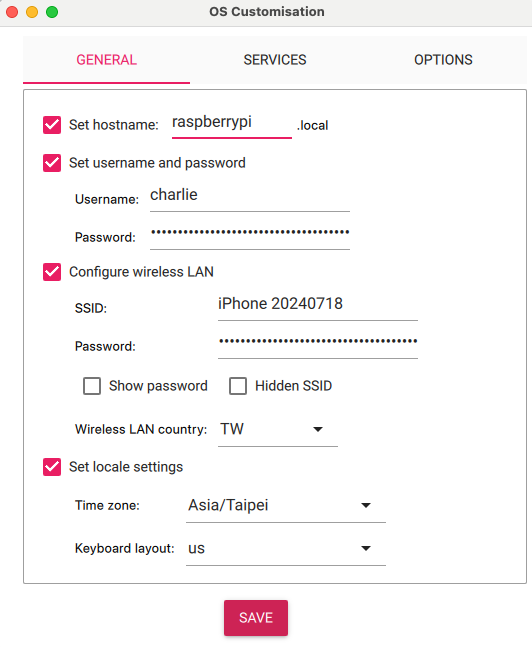 OS Customisation
GENERAL SERVICES OPTIONS
Set hostname: raspberrypi .local
Set username and password
Username: charlie
Password: ••••••••••••••••••••••••••••••••••••
Configure wireless LAN
SSID: iPhone 20240718
Password: ••••••••••••••••••••••••••••••••••••
Show password Hidden SSID
Wireless LAN country: TW
Set locale settings
Time zone: Asia/Taipei
Keyboard layout: us
SAVE